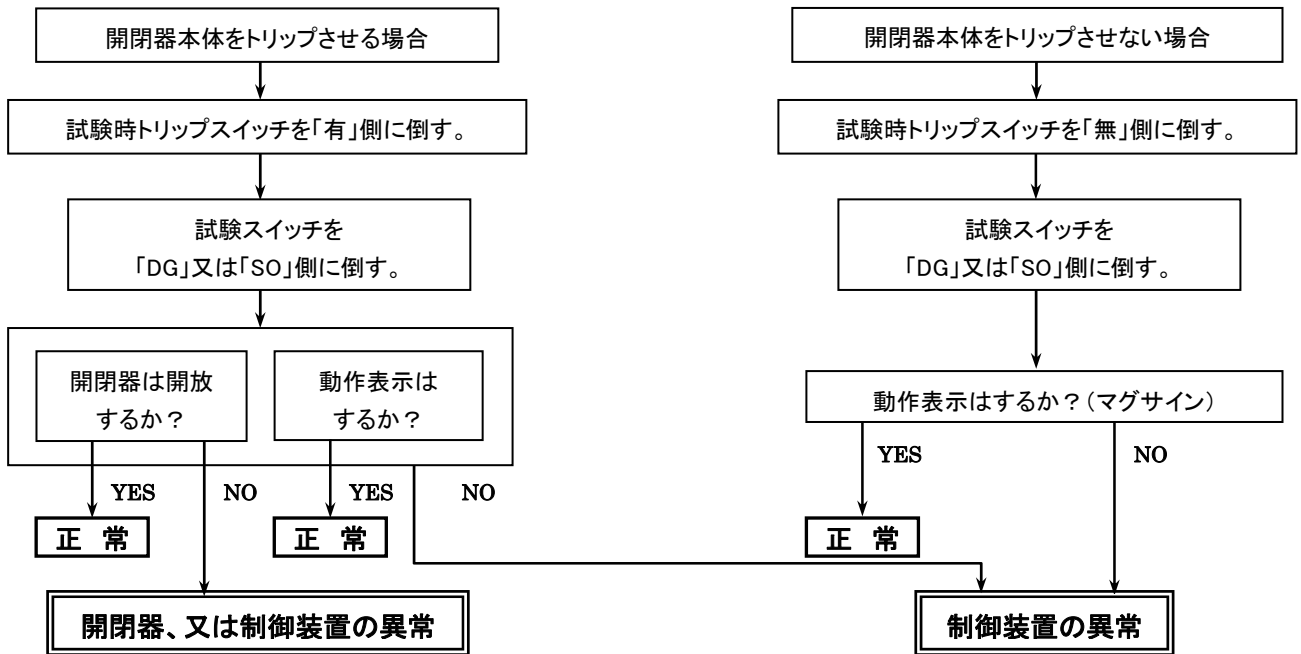 開閉器本体をトリップさせる場合
試験時トリップスイッチを「有」側に倒す。
試験スイッチを
「DG」又は「SO」側に倒す。
開閉器は開放
するか？
動作表示は
するか？
YES
NO
YES
NO
正 常
正 常
開閉器、又は制御装置の異常
開閉器本体をトリップさせない場合
試験時トリップスイッチを「無」側に倒す。
試験スイッチを
「DG」又は「SO」側に倒す。
動作表示はするか？（マグサイン）
YES
NO
正 常
制御装置の異常